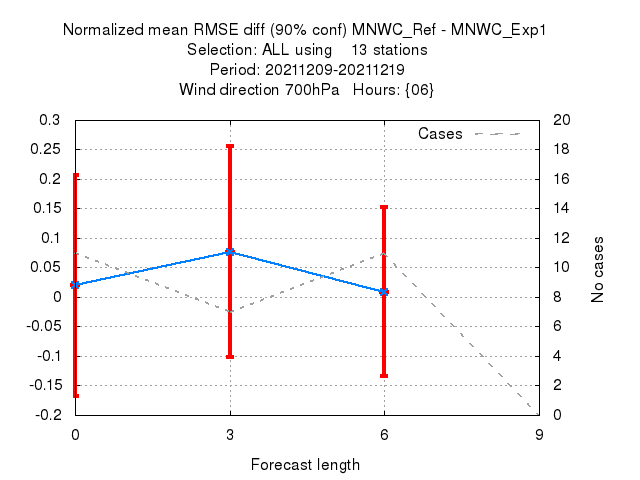 Normalized mean RMSE diff (90% conf) MNWC_Ref - MNWC_Exp1
Selection: ALL using    13 stations
Period: 20211209-20211219
Wind direction 700hPa   Hours: {06}
Cases
0.3
0.25
0.2
0.15
0.1
0.05
0
-0.05
-0.1
-0.15
-0.2
20
18
16
14
12
10
8
6
4
2
0
No cases
0 3 6 9
Forecast length